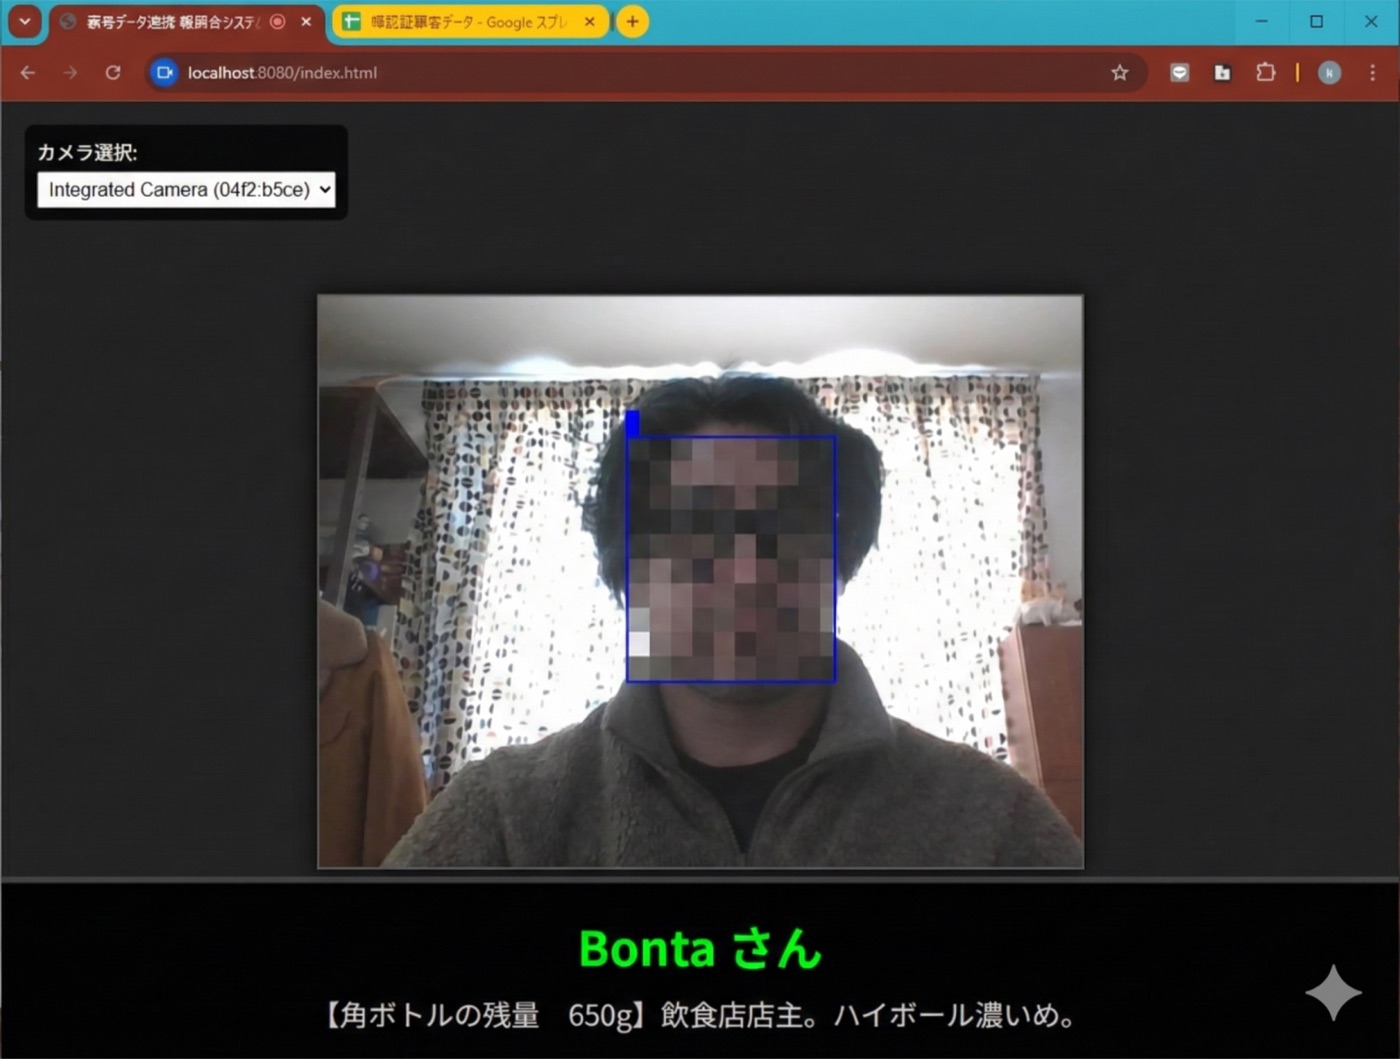 localhost:8080/index.html
カメラ選択:
Integrated Camera (04f2:b5ce)
Bonta さん
【角ボトルの残量　650g】飲食店店主。ハイボール濃いめ。